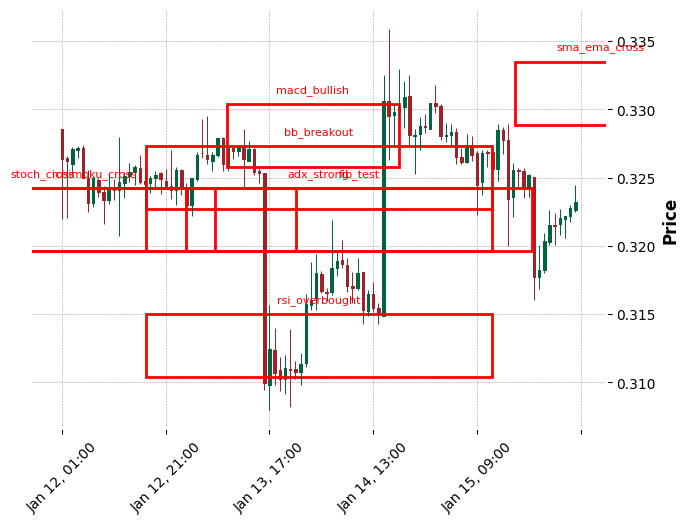 sma_ema_cross
0.335
macd_bullish
0.330
bb_breakout
stoch_cross
ichimoku_cross
adx_strong
fib_test
0.325
0.320
rsi_overbought
0.315
0.310
Price
Jan 12, 01:00
Jan 12, 21:00
Jan 13, 17:00
Jan 14, 13:00
Jan 15, 09:00